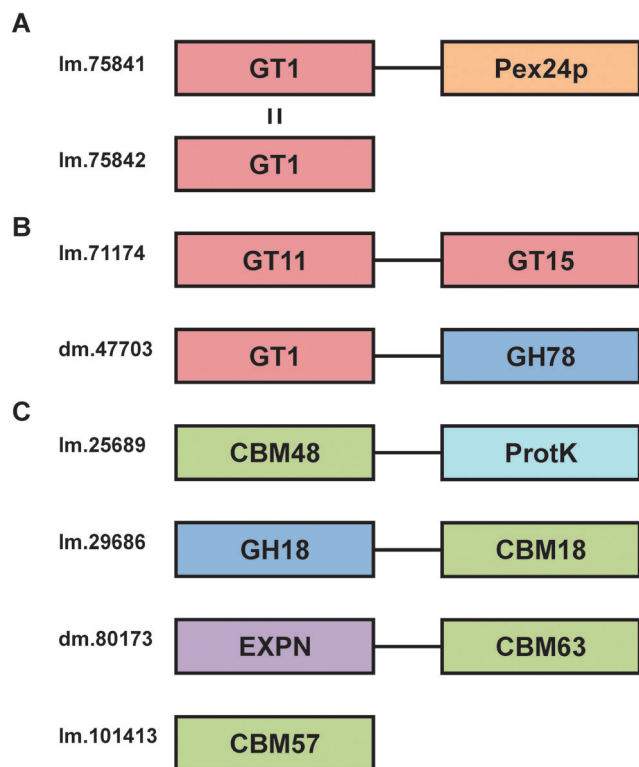 A
lm.75841 GT1 Pex24p
=
lm.75842 GT1
B
lm.71174 GT11 GT15
dm.47703 GT1 GH78
C
lm.25689 CBM48 ProtK
lm.29686 GH18 CBM18
dm.80173 EXPN CBM63
lm.101413 CBM57